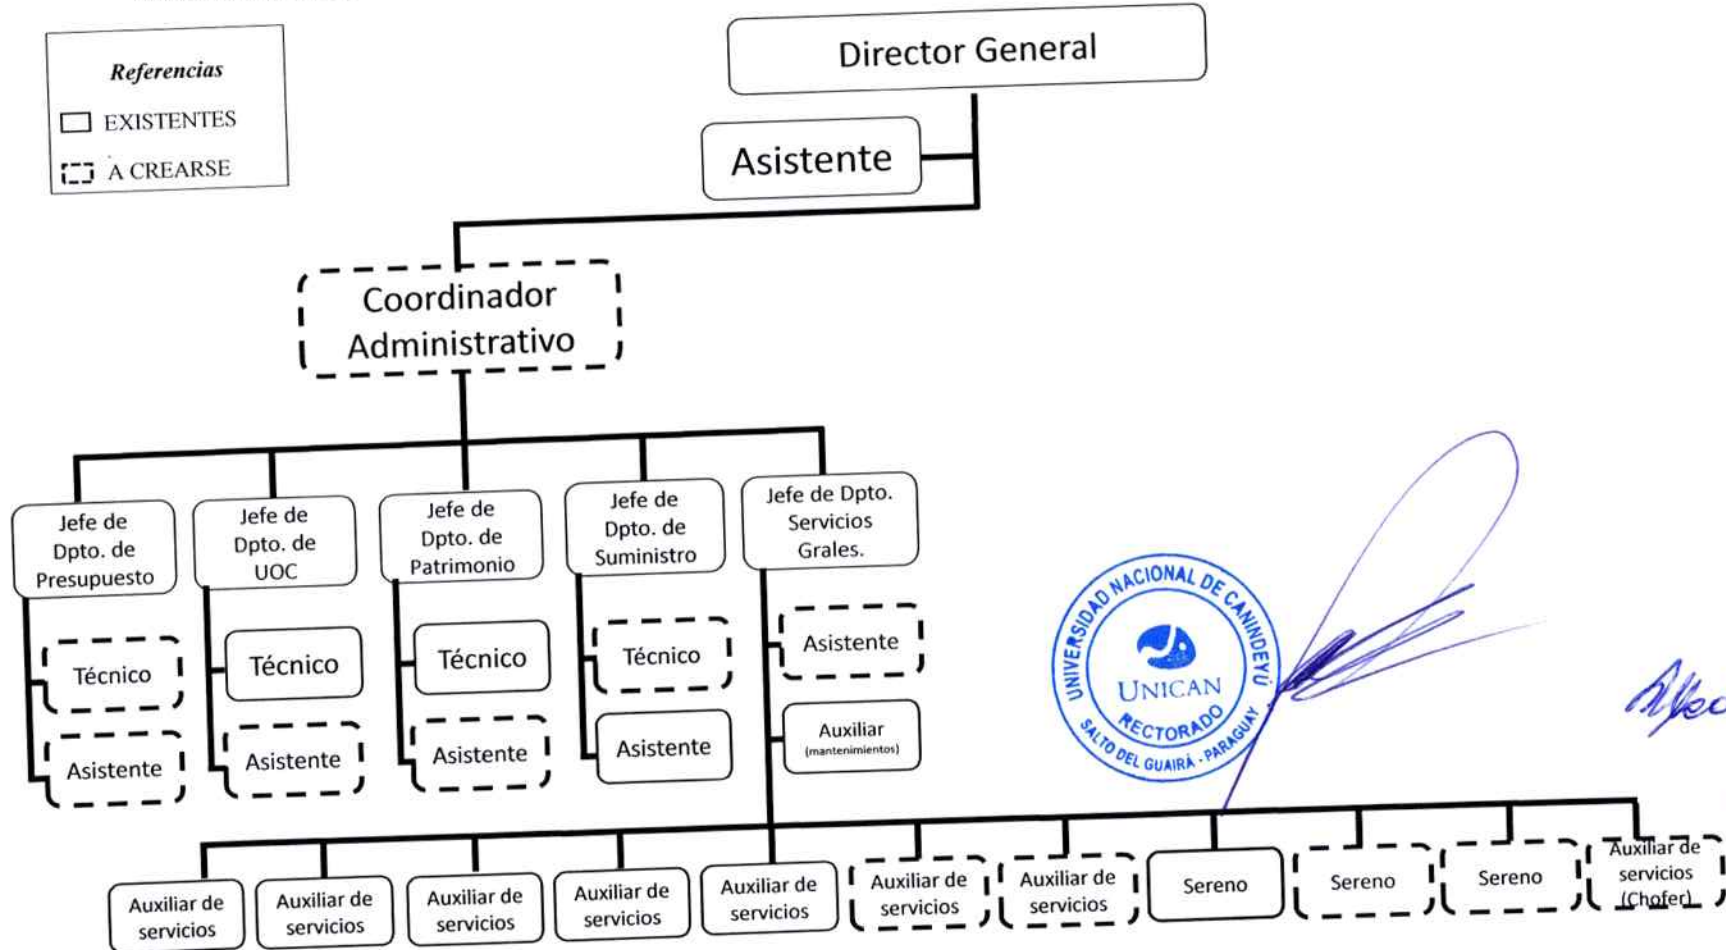 Referencias
EXISTENTES
A CREARSE
Director General
Asistente
Coordinador
Administrativo
Jefe de
Dpto. de
Presupuesto
Jefe de
Dpto. de
UOC
Jefe de
Dpto. de
Patrimonio
Jefe de
Dpto. de
Suministro
Jefe de Dpto.
Servicios
Grales.
Técnico
Asistente
Técnico
Asistente
Técnico
Asistente
Técnico
Asistente
Asistente
Auxiliar
(mantenimientos)
UNIVERSIDAD NACIONAL DE CANINDEYÚ
UNICAN
RECTORADO
SALTO DEL GUAIRÁ - PARAGUAY
Auxiliar de
servicios
Auxiliar de
servicios
Auxiliar de
servicios
Auxiliar de
servicios
Auxiliar de
servicios
Auxiliar de
servicios
Auxiliar de
servicios
Sereno
Sereno
Sereno
Auxiliar de
servicios
(Chofer)